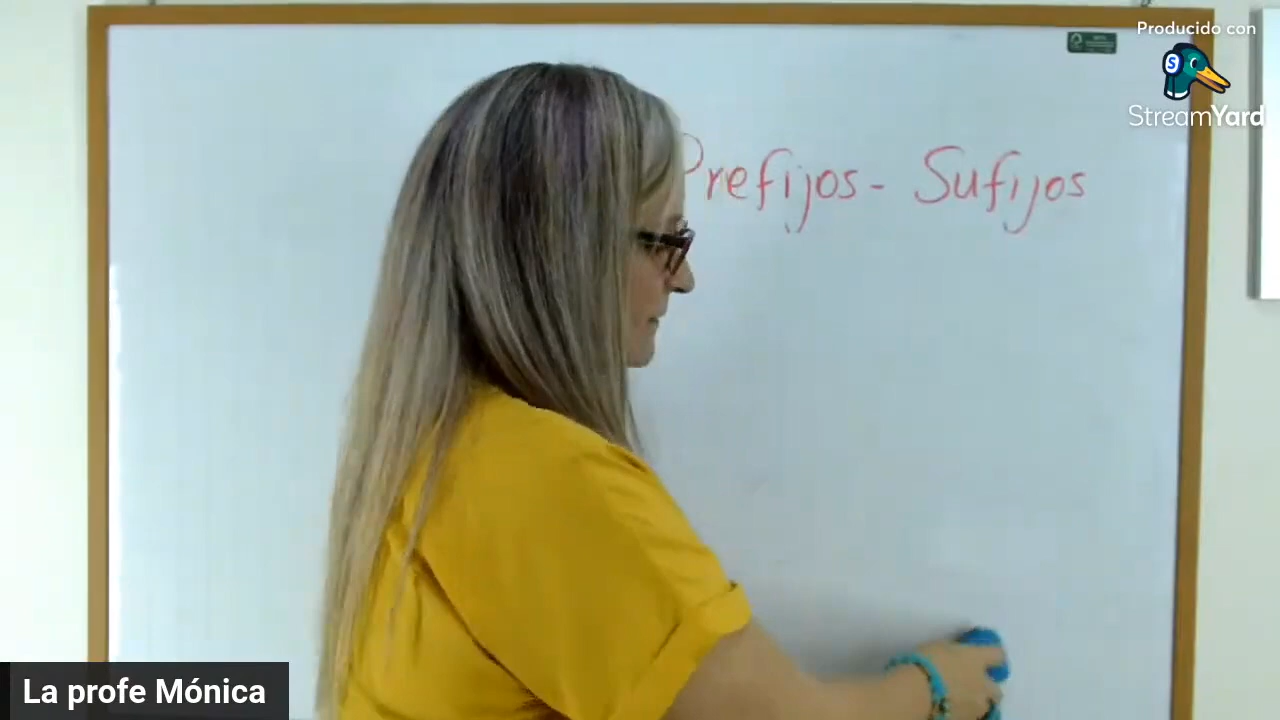 Producido con
StreamYard
Prefijos - Sufijos
La profe Mónica